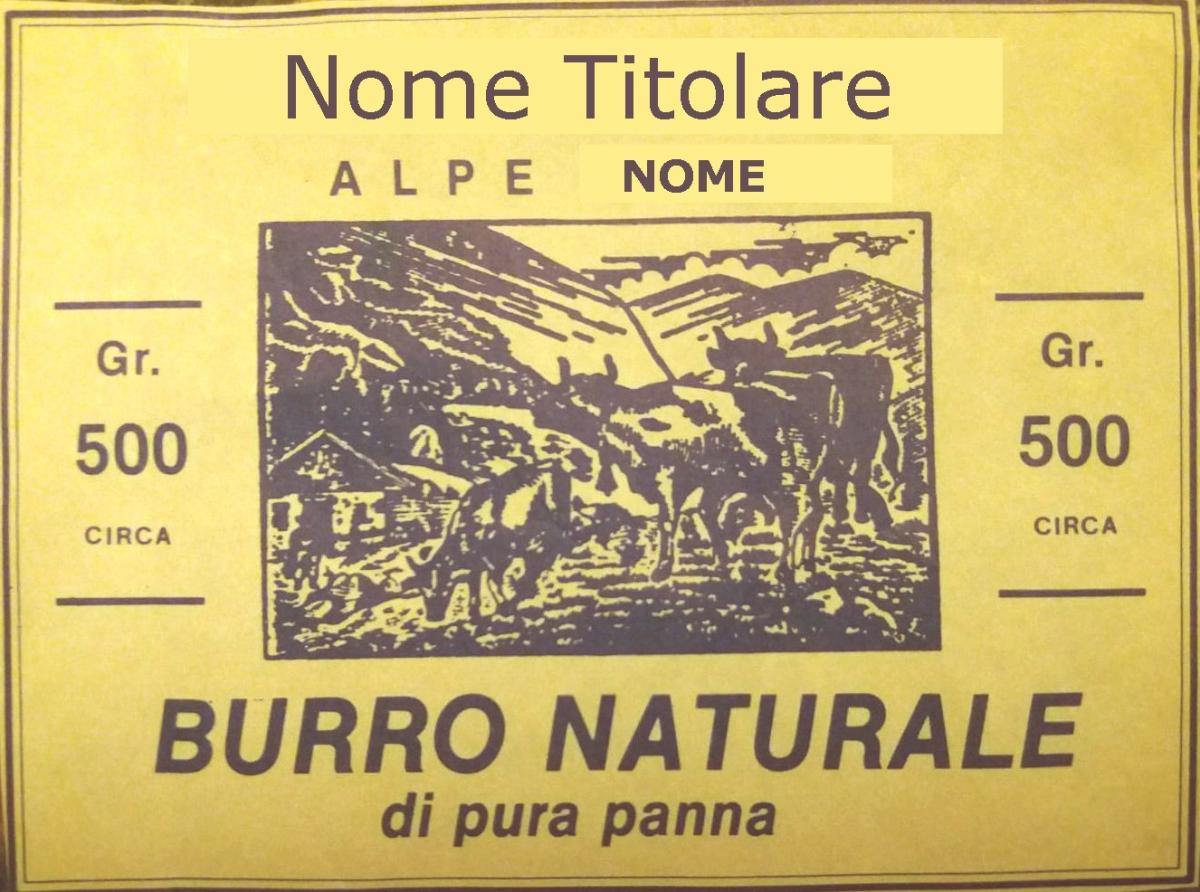 Nome Titolare
ALPE NOME
Gr.
500
CIRCA
Gr.
500
CIRCA
BURRO NATURALE
di pura panna